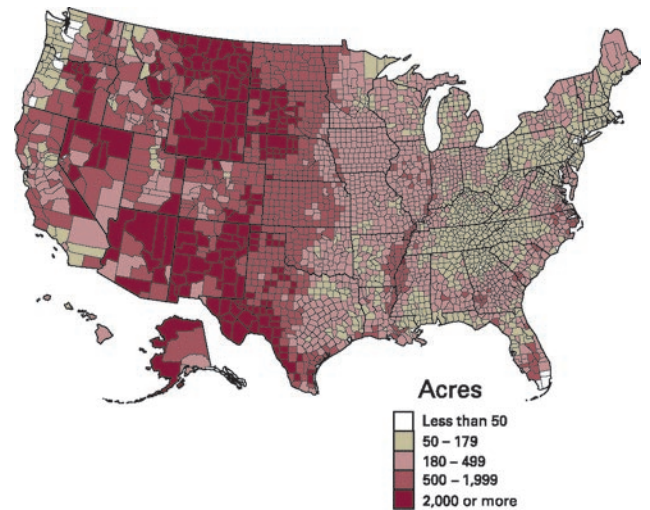 Acres
Less than 50
50 – 179
180 – 499
500 – 1,999
2,000 or more